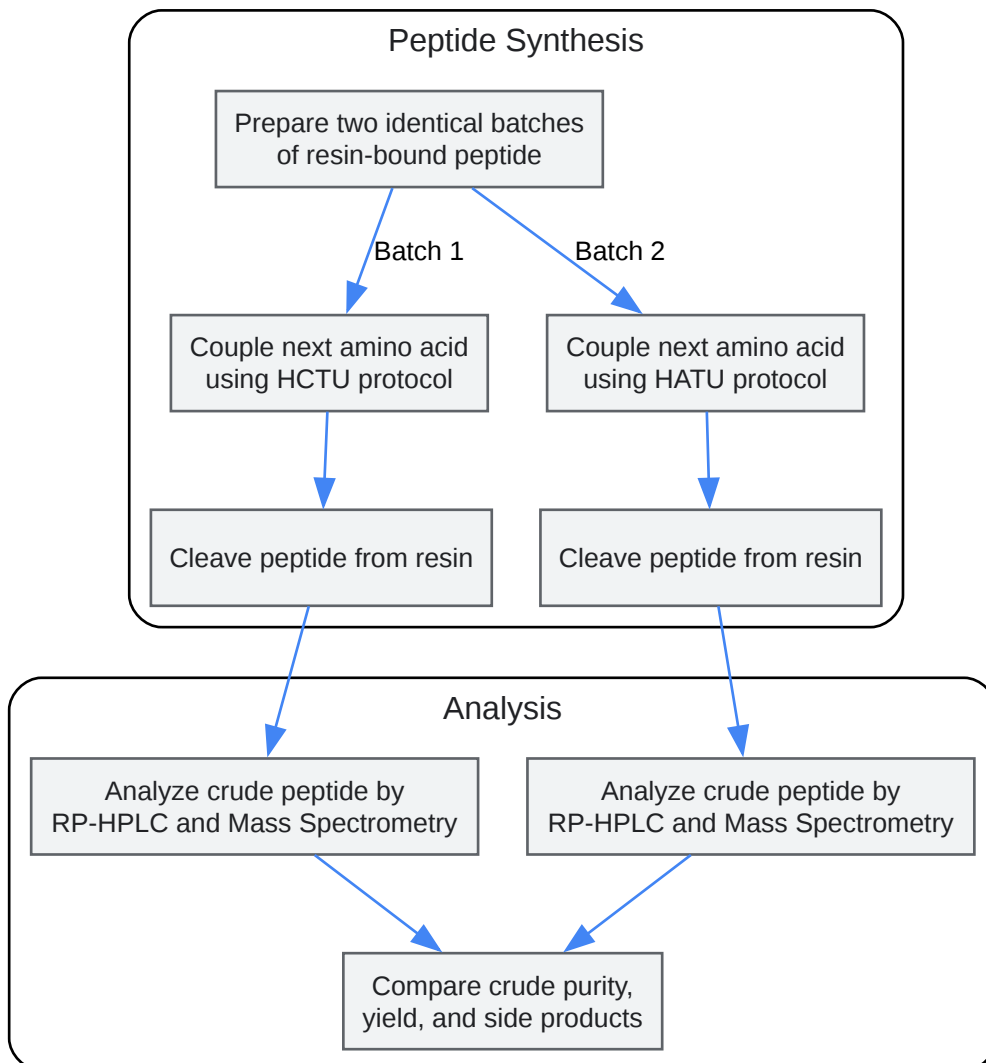 Peptide Synthesis
Prepare two identical batches
of resin-bound peptide
Batch 1
Batch 2
Couple next amino acid
using HCTU protocol
Couple next amino acid
using HATU protocol
Cleave peptide from resin
Cleave peptide from resin
Analysis
Analyze crude peptide by
RP-HPLC and Mass Spectrometry
Analyze crude peptide by
RP-HPLC and Mass Spectrometry
Compare crude purity,
yield, and side products